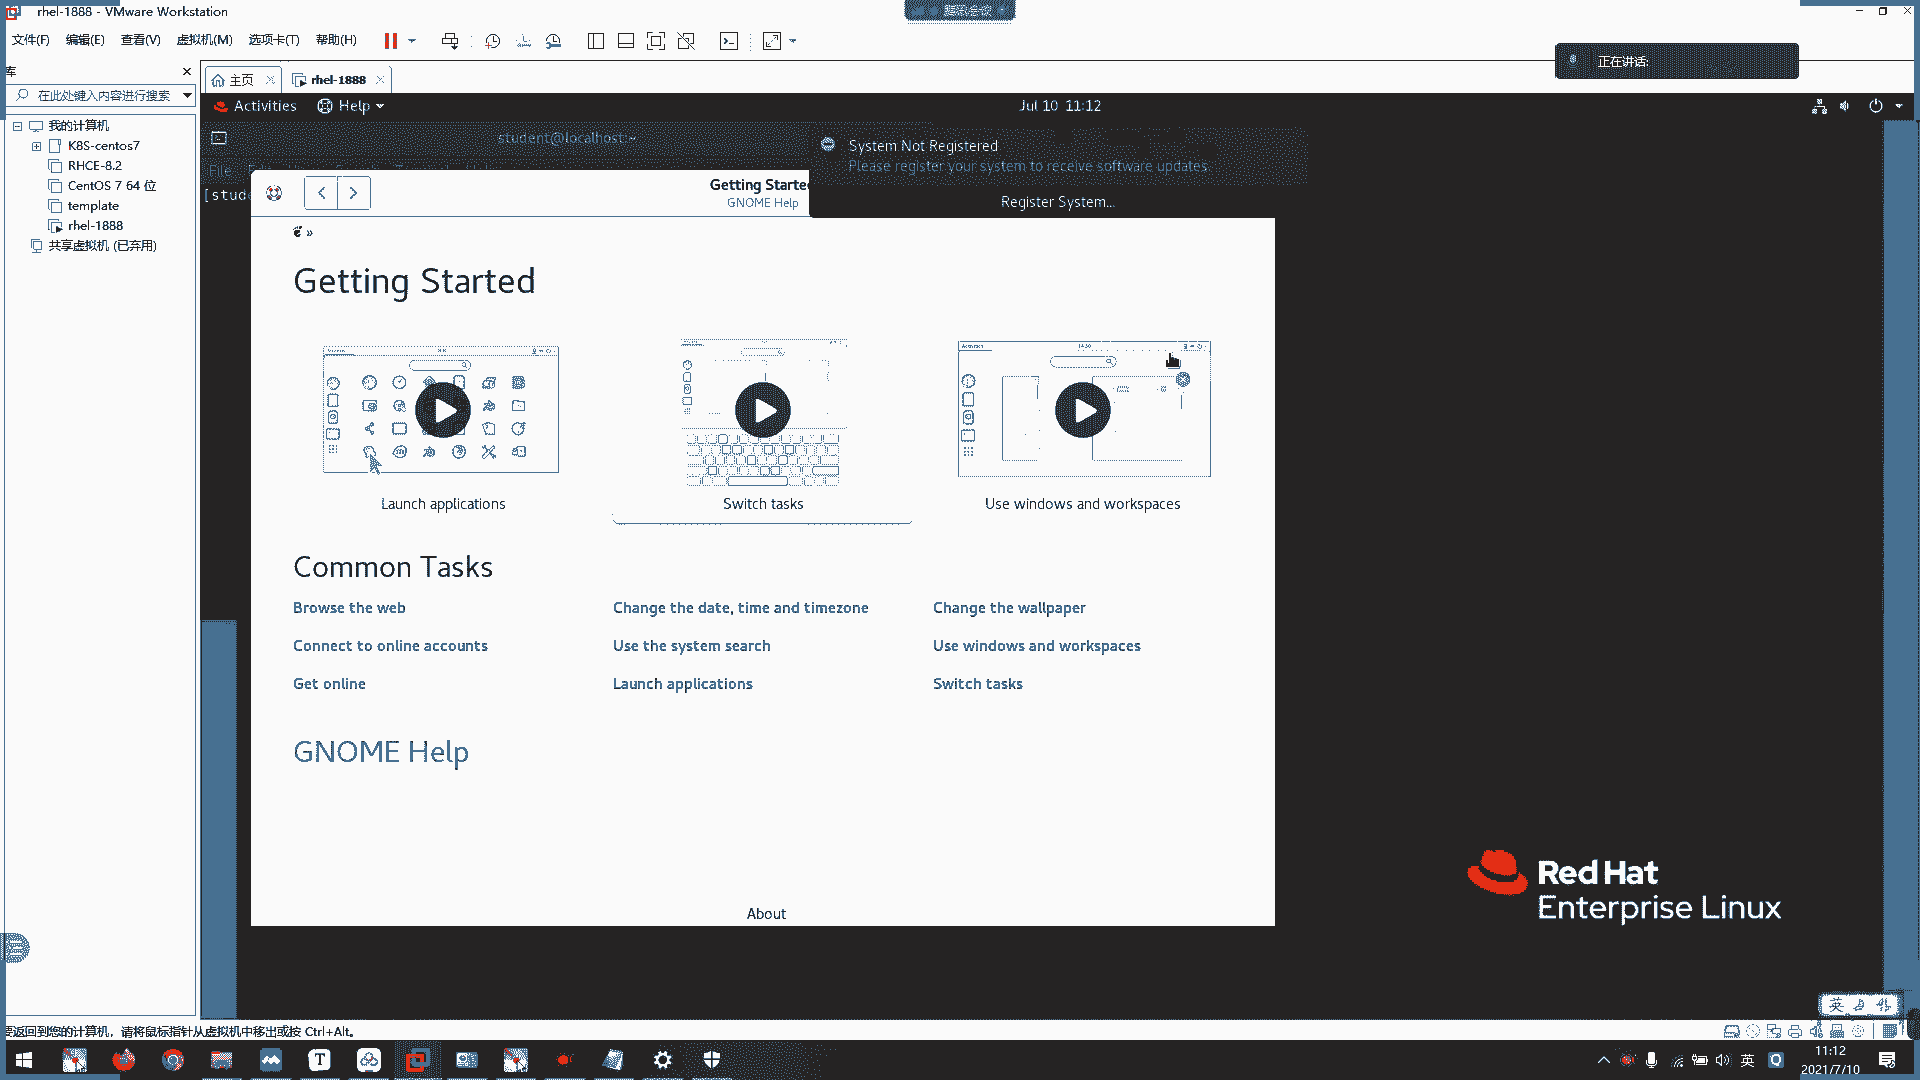 rhel-1888 - VMware Workstation
腾讯会议
文件(F) 编辑(E) 查看(V) 虚拟机(M) 选项卡(T) 帮助(H)
正在讲话:
库
主页
rhel-1888
在此处键入内容进行搜索
我的计算机
K8S-centos7
RHCE-8.2
CentOS 7 64 位
template
rhel-1888
共享虚拟机 (已弃用)
Activities
Help
Jul 10 11:12
student@localhost:~
System Not Registered
Please register your system to receive software updates.
Register System...
File
[stud
Getting Starte
GNOME Help
»
Getting Started
Launch applications
Switch tasks
Use windows and workspaces
Common Tasks
Browse the web
Change the date, time and timezone
Change the wallpaper
Connect to online accounts
Use the system search
Use windows and workspaces
Get online
Launch applications
Switch tasks
GNOME Help
About
Red Hat
Enterprise Linux
英
要返回到您的计算机，请将鼠标指针从虚拟机中移出或按 Ctrl+Alt。
T
英
11:12
2021/7/10